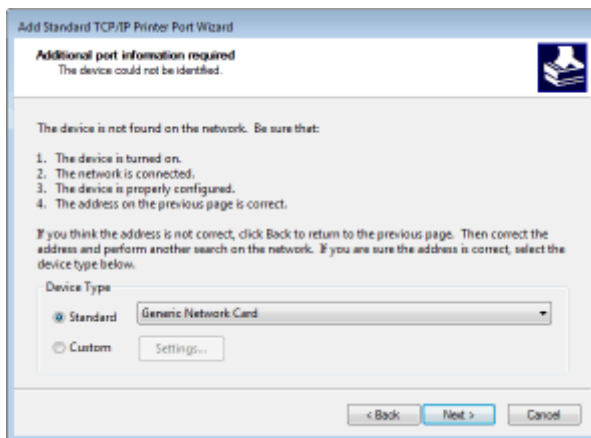 Add Standard TCP/IP Printer Port Wizard
Additional port information required
The device could not be identified.
The device is not found on the network. Be sure that:
1. The device is turned on.
2. The network is connected.
3. The device is properly configured.
4. The address on the previous page is correct.
If you think the address is not correct, click Back to return to the previous page. Then correct the
address and perform another search on the network. If you are sure the address is correct, select the
device type below.
Device Type
Standard Generic Network Card
Custom Settings...
< Back Next > Cancel